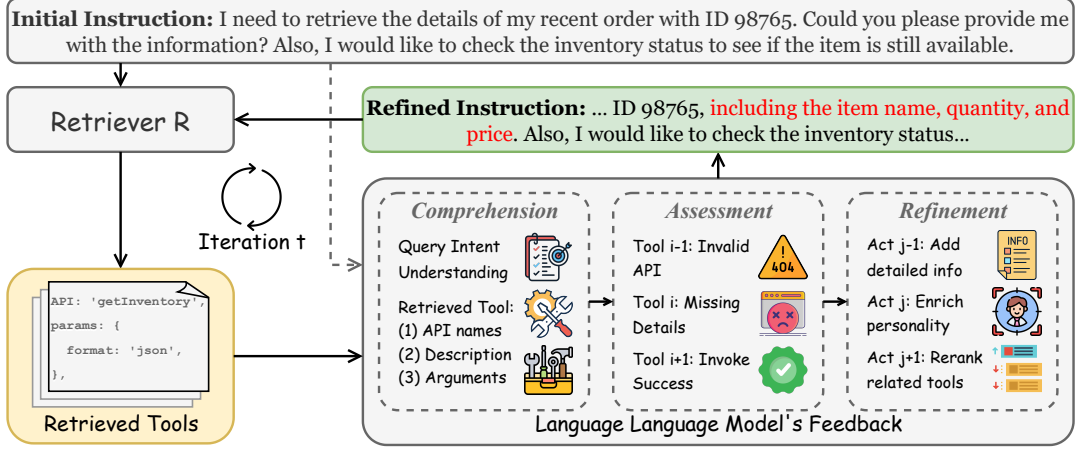 Initial Instruction: I need to retrieve the details of my recent order with ID 98765. Could you please provide me
with the information? Also, I would like to check the inventory status to see if the item is still available.
Retriever R
Refined Instruction: ... ID 98765, including the item name, quantity, and
price. Also, I would like to check the inventory status...
Iteration t
API: 'getInventory',
params: {
format: 'json',
},
Retrieved Tools
Comprehension
Query Intent
Understanding
Retrieved Tool:
(1) API names
(2) Description
(3) Arguments
Assessment
Tool i-1: Invalid
API
404
Tool i: Missing
Details
Tool i+1: Invoke
Success
Refinement
Act j-1: Add
detailed info
INFO
Act j: Enrich
personality
Act j+1: Rerank
related tools
Language Language Model's Feedback